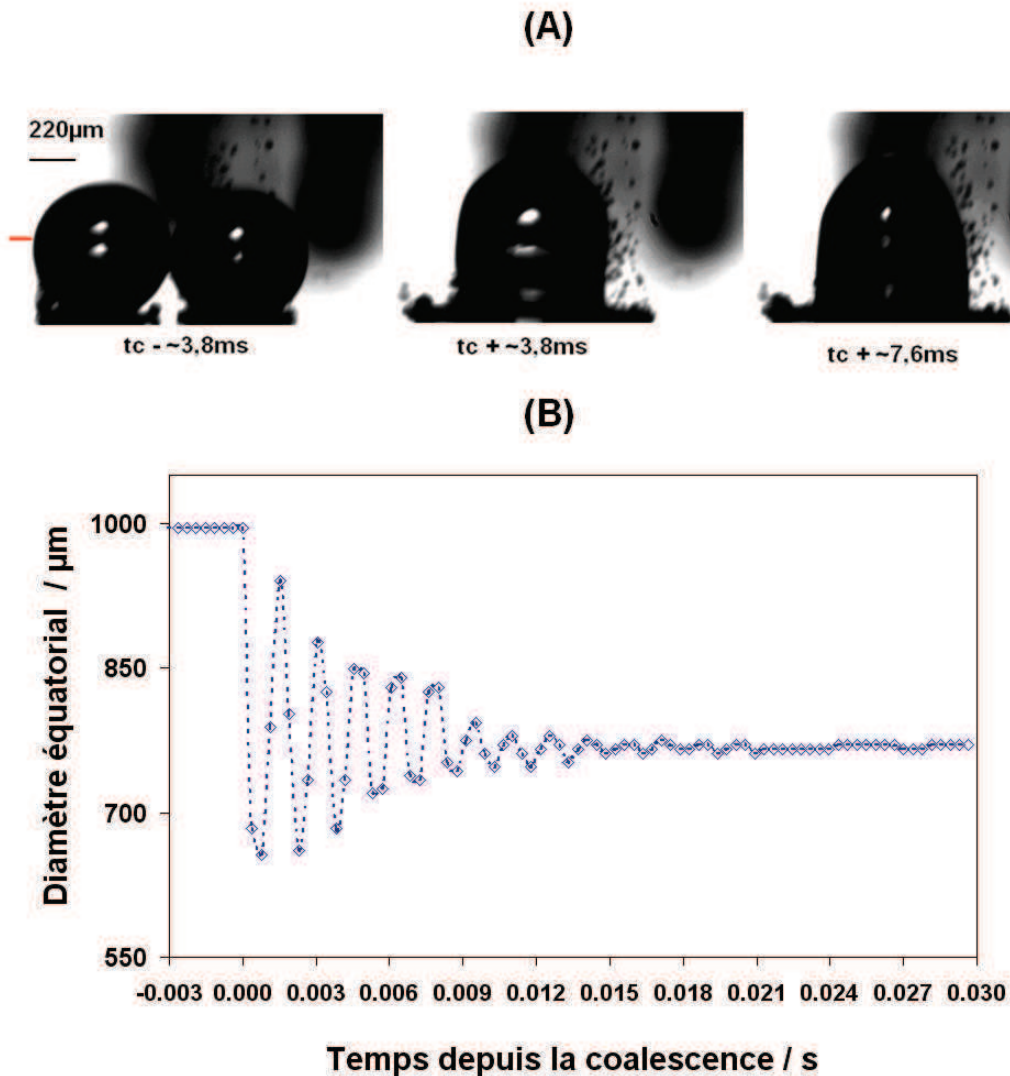 (A)
220µm
tc - ~3,8ms
tc + ~3,8ms
tc + ~7,6ms
(B)
Diamètre équatorial / µm
1000
850
700
550
-0.003 0.000 0.003 0.006 0.009 0.012 0.015 0.018 0.021 0.024 0.027 0.030
Temps depuis la coalescence / s